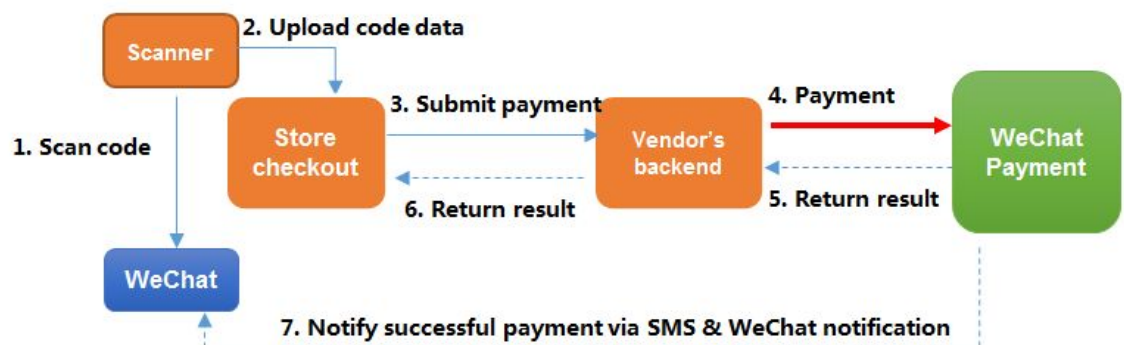 2. Upload code data
Scanner
4. Payment
3. Submit payment
1. Scan code
Store
checkout
Vendor's
backend
WeChat
Payment
6. Return result
5. Return result
WeChat
7. Notify successful payment via SMS & WeChat notification